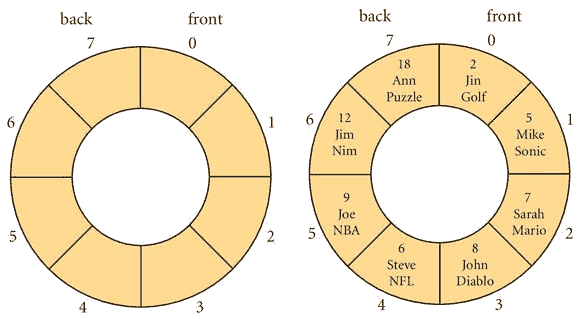 back front
7 0
6 1
5 2
4 3
back front
7 0
18
Ann
Puzzle
2
Jin
Golf
6 1
12
Jim
Nim
5
Mike
Sonic
9
Joe
NBA
7
Sarah
Mario
5 2
6
Steve
NFL
8
John
Diablo
4 3